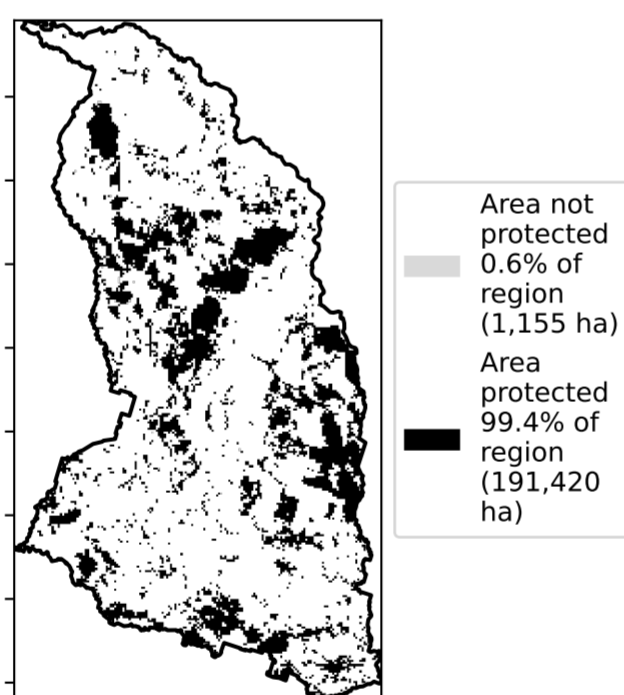 Area not
protected
0.6% of
region
(1,155 ha)
Area
protected
99.4% of
region
(191,420
ha)